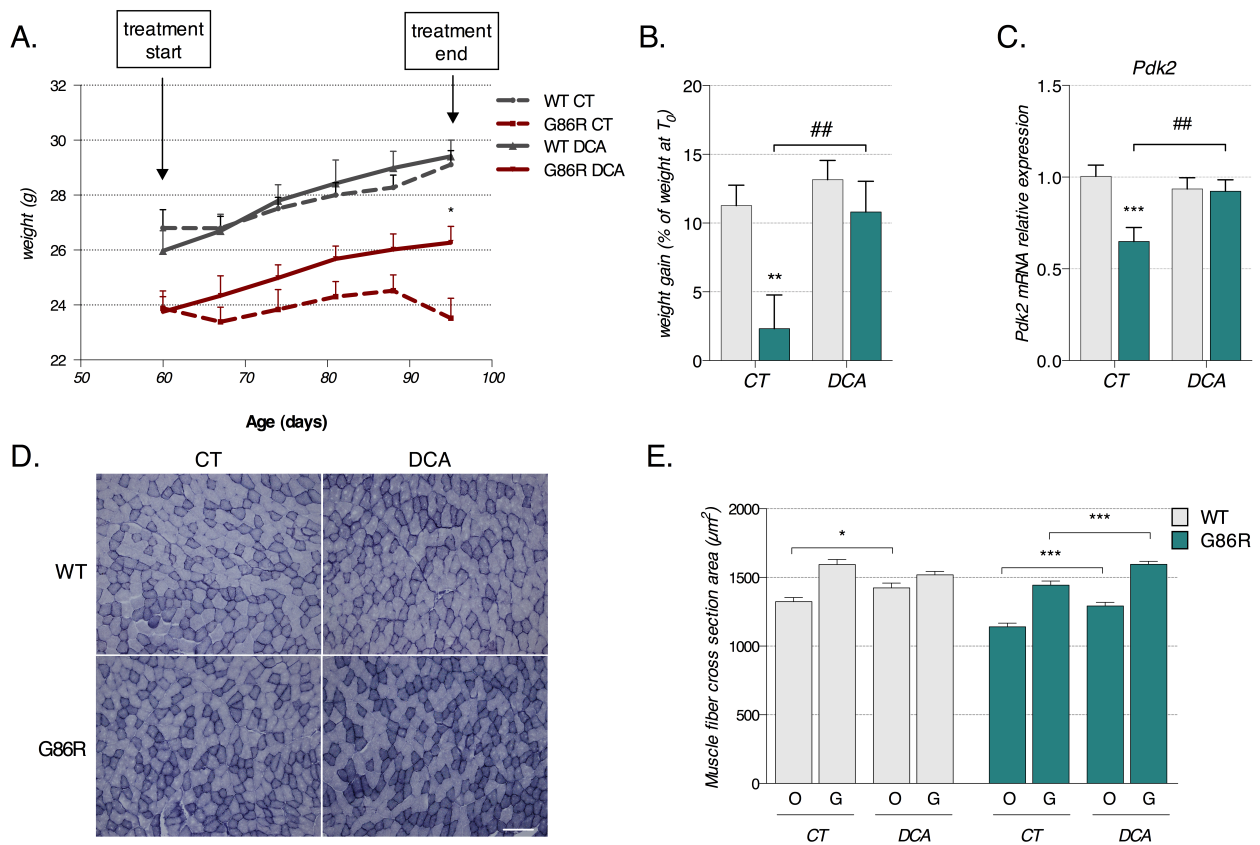 A.
treatment
start
treatment
end
32
30
28
26
24
22
weight (g)
50
60
70
80
90
100
Age (days)
*
WT CT
G86R CT
WT DCA
G86R DCA
B.
20
15
10
5
0
weight gain (% of weight at T0)
##
**
CT
DCA
C.
Pdk2
1.5
1.0
0.5
0.0
Pdk2 mRNA relative expression
##
***
CT
DCA
D.
CT
DCA
WT
G86R
E.
2000
1500
1000
500
0
Muscle fiber cross section area (μm2)
*
***
***
WT
G86R
O G O G O G O G
CT DCA CT DCA